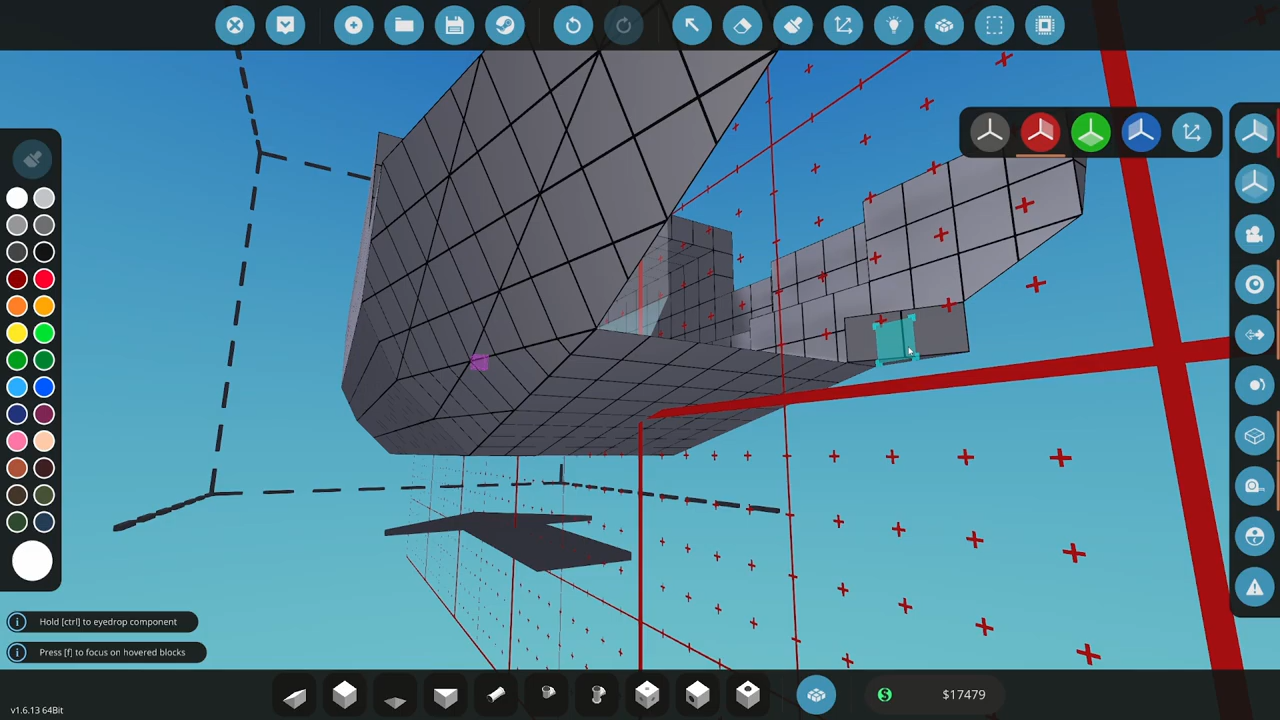 Hold [ctrl] to eyedrop component
Press [f] to focus on hovered blocks
$ $17479
v1.6.13 64Bit